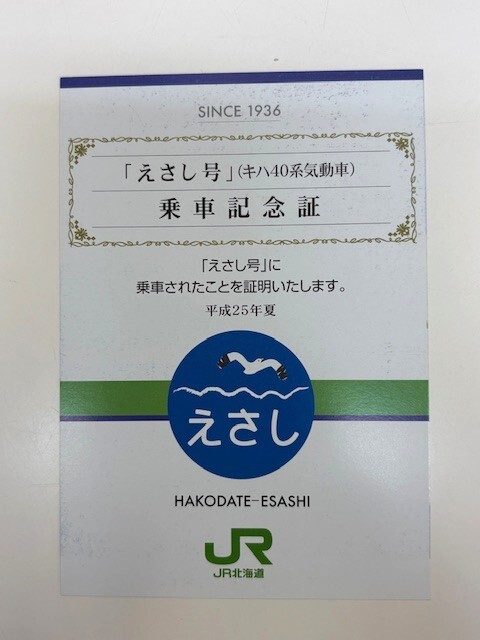 SINCE 1936
「えさし号」(キハ40系気動車)
乗車記念証
「えさし号」に
乗車されたことを証明いたします。
平成25年夏
えさし
HAKODATE-ESASHI
JR
JR北海道